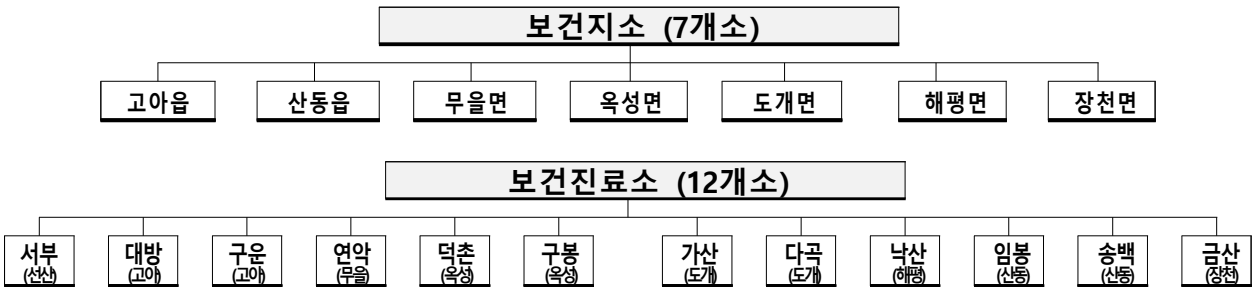 보건지소 (7개소)
고아읍 산동읍 무을면 옥성면 도개면 해평면 장천면
보건진료소 (12개소)
서부 대방 구운 연악 덕촌 구봉 가산 다곡 낙산 임봉 송백 금산
(선산) (고아) (고아) (무을) (옥성) (옥성) (도개) (도개) (해평) (산동) (산동) (장천)